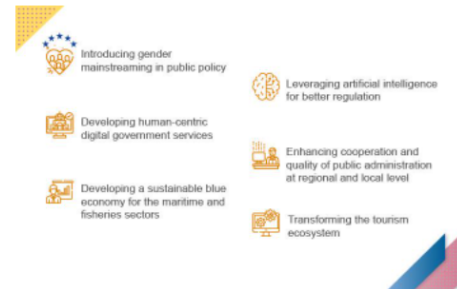 Introducing gender
mainstreaming in public policy
Developing human-centric
digital government services
Developing a sustainable blue
economy for the maritime and
fisheries sectors
Leveraging artificial intelligence
for better regulation
Enhancing cooperation and
quality of public administration
at regional and local level
Transforming the tourism
ecosystem